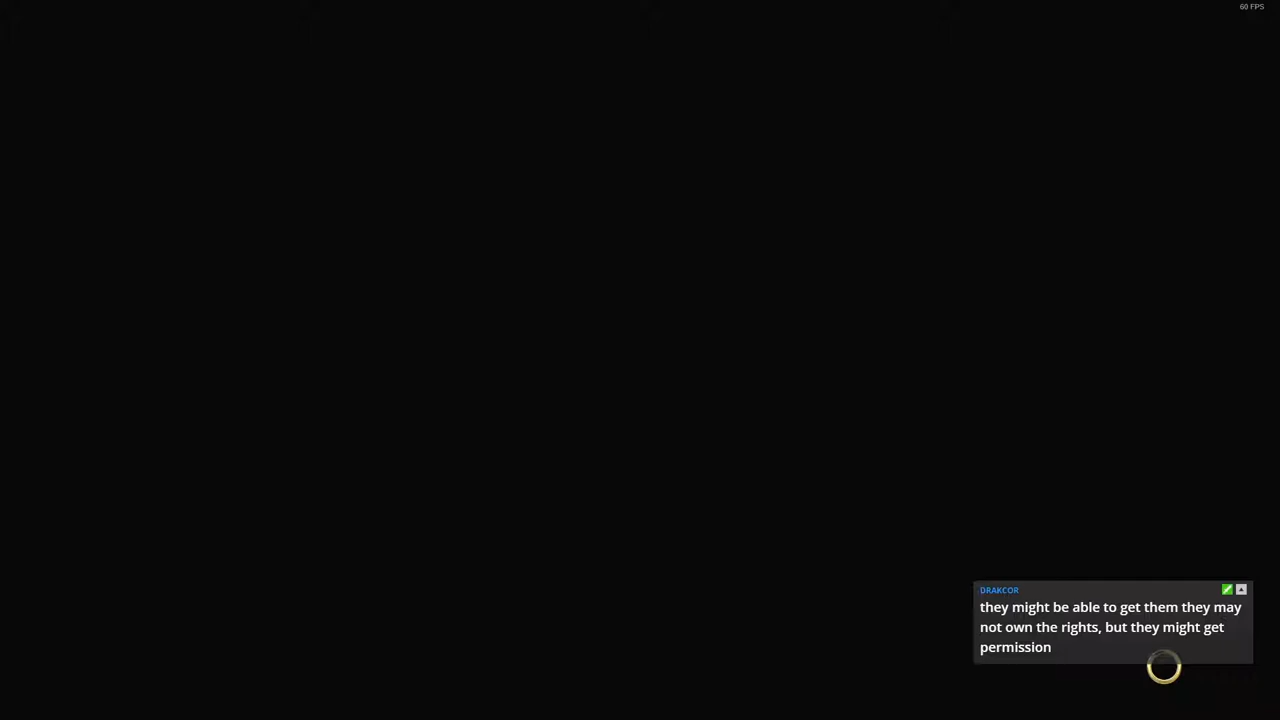 60 FPS
DRAKCOR
they might be able to get them they may
not own the rights, but they might get
permission